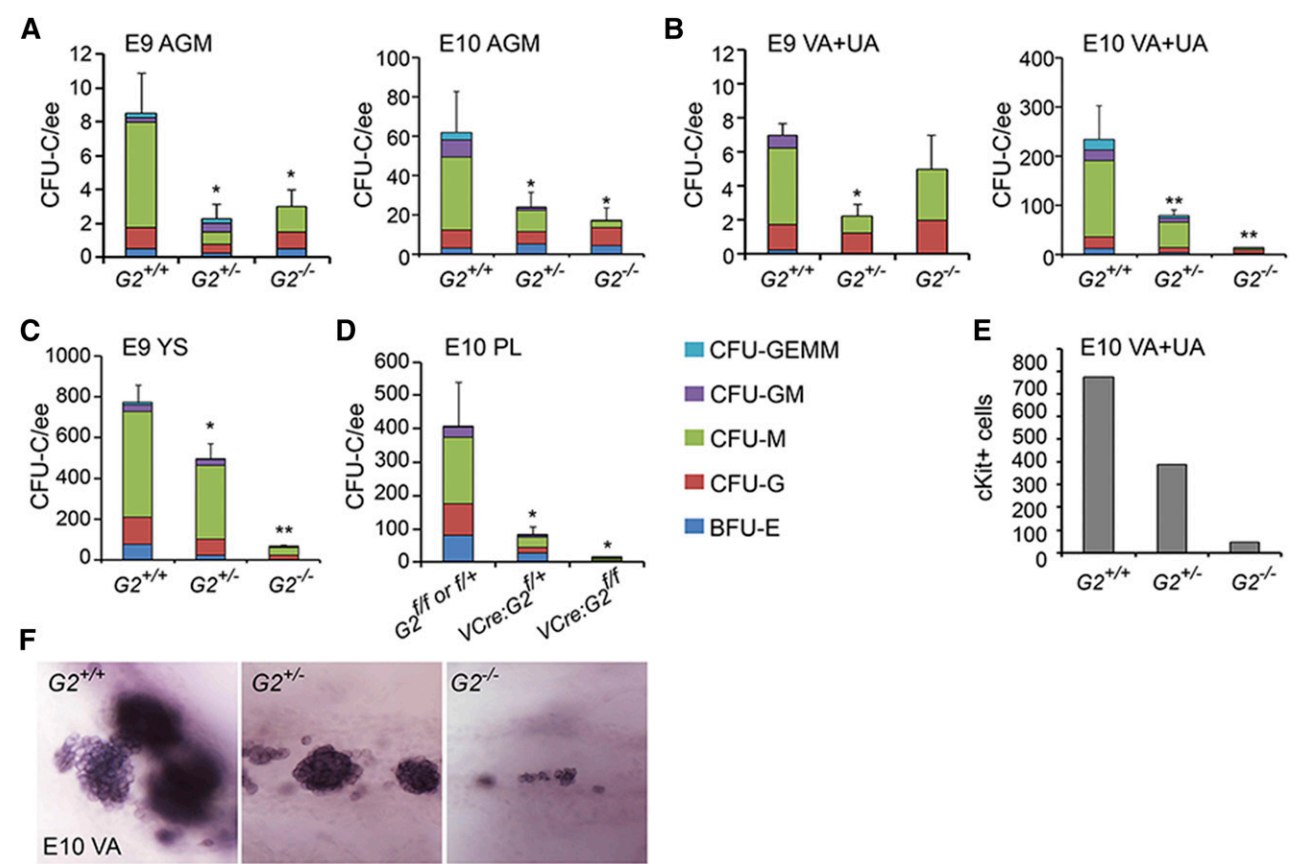 A
E9 AGM
CFU-C/ee
12
10
8
6
4
2
0
*
*
G2+/+
G2+/-
G2-/-
E10 AGM
CFU-C/ee
100
80
60
40
20
0
*
*
G2+/+
G2+/-
G2-/-
B
E9 VA+UA
CFU-C/ee
12
10
8
6
4
2
0
*
G2+/+
G2+/-
G2-/-
E10 VA+UA
CFU-C/ee
400
300
200
100
0
**
**
G2+/+
G2+/-
G2-/-
C
E9 YS
CFU-C/ee
1000
800
600
400
200
0
*
**
G2+/+
G2+/-
G2-/-
D
E10 PL
CFU-C/ee
600
500
400
300
200
100
0
*
*
G2f/f or f/+
VCre:G2f/+
VCre:G2f/f
CFU-GEMM
CFU-GM
CFU-M
CFU-G
BFU-E
E
E10 VA+UA
cKit+ cells
800
700
600
500
400
300
200
100
0
G2+/+
G2+/-
G2-/-
F
G2+/+
G2+/-
G2-/-
E10 VA